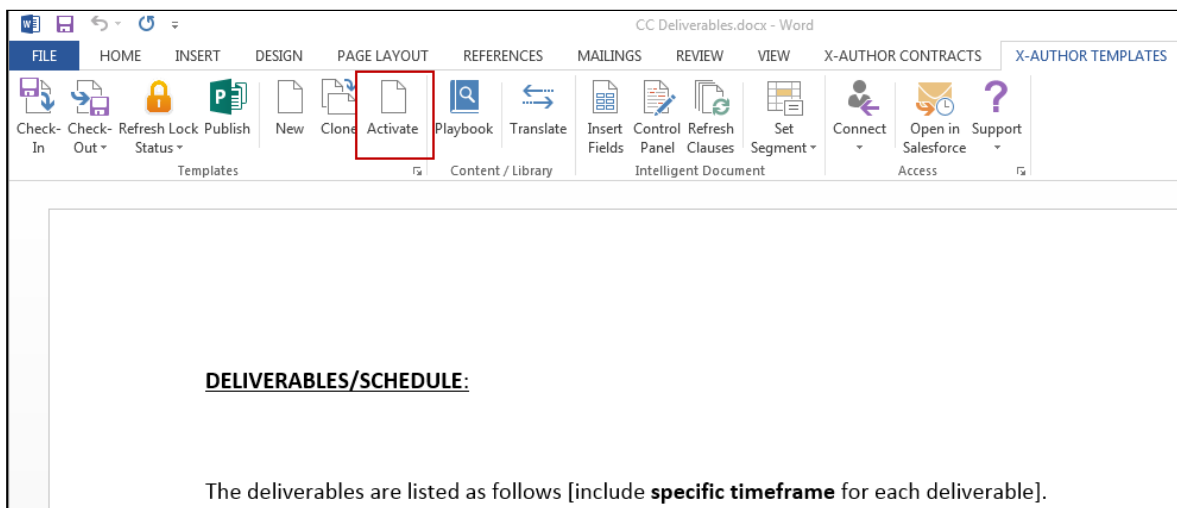 CC Deliverables.docx - Word
FILE HOME INSERT DESIGN PAGE LAYOUT REFERENCES MAILINGS REVIEW VIEW X-AUTHOR CONTRACTS X-AUTHOR TEMPLATES
Check- Check- Refresh Lock Publish New Clone Activate Playbook Translate Insert Control Refresh Set Connect Open in Support
In Out Status Fields Panel Clauses Segment Salesforce
Templates Content / Library Intelligent Document Access
DELIVERABLES/SCHEDULE:
The deliverables are listed as follows [include specific timeframe for each deliverable].